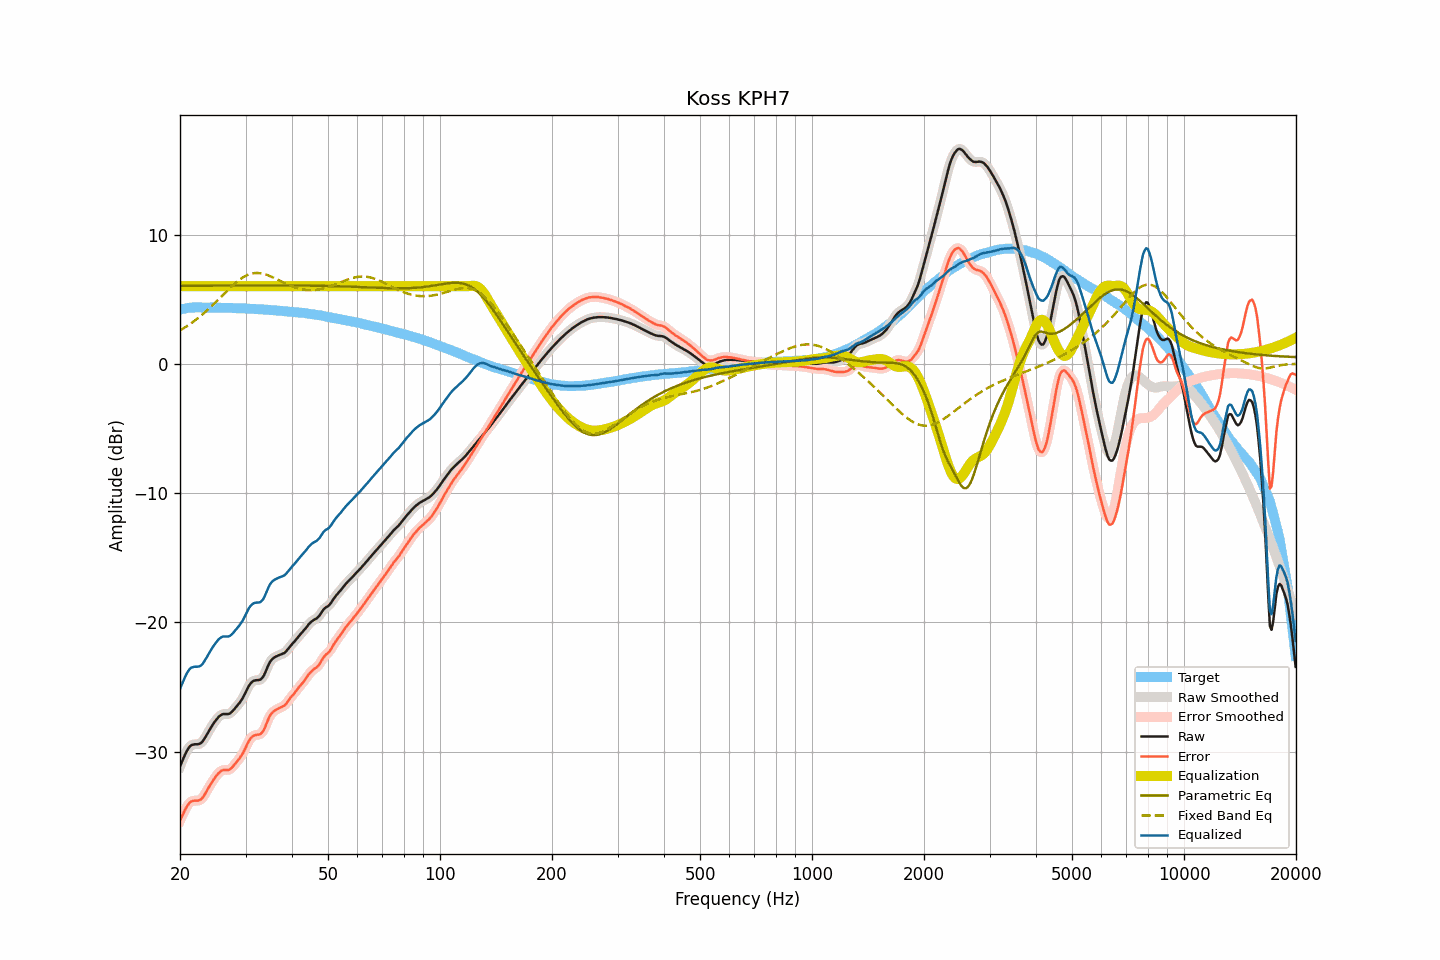 Koss KPH7
Amplitude (dBr)
10
0
−10
−20
−30
20
50
100
200
500
1000
2000
5000
10000
20000
Frequency (Hz)
Target
Raw Smoothed
Error Smoothed
Raw
Error
Equalization
Parametric Eq
Fixed Band Eq
Equalized